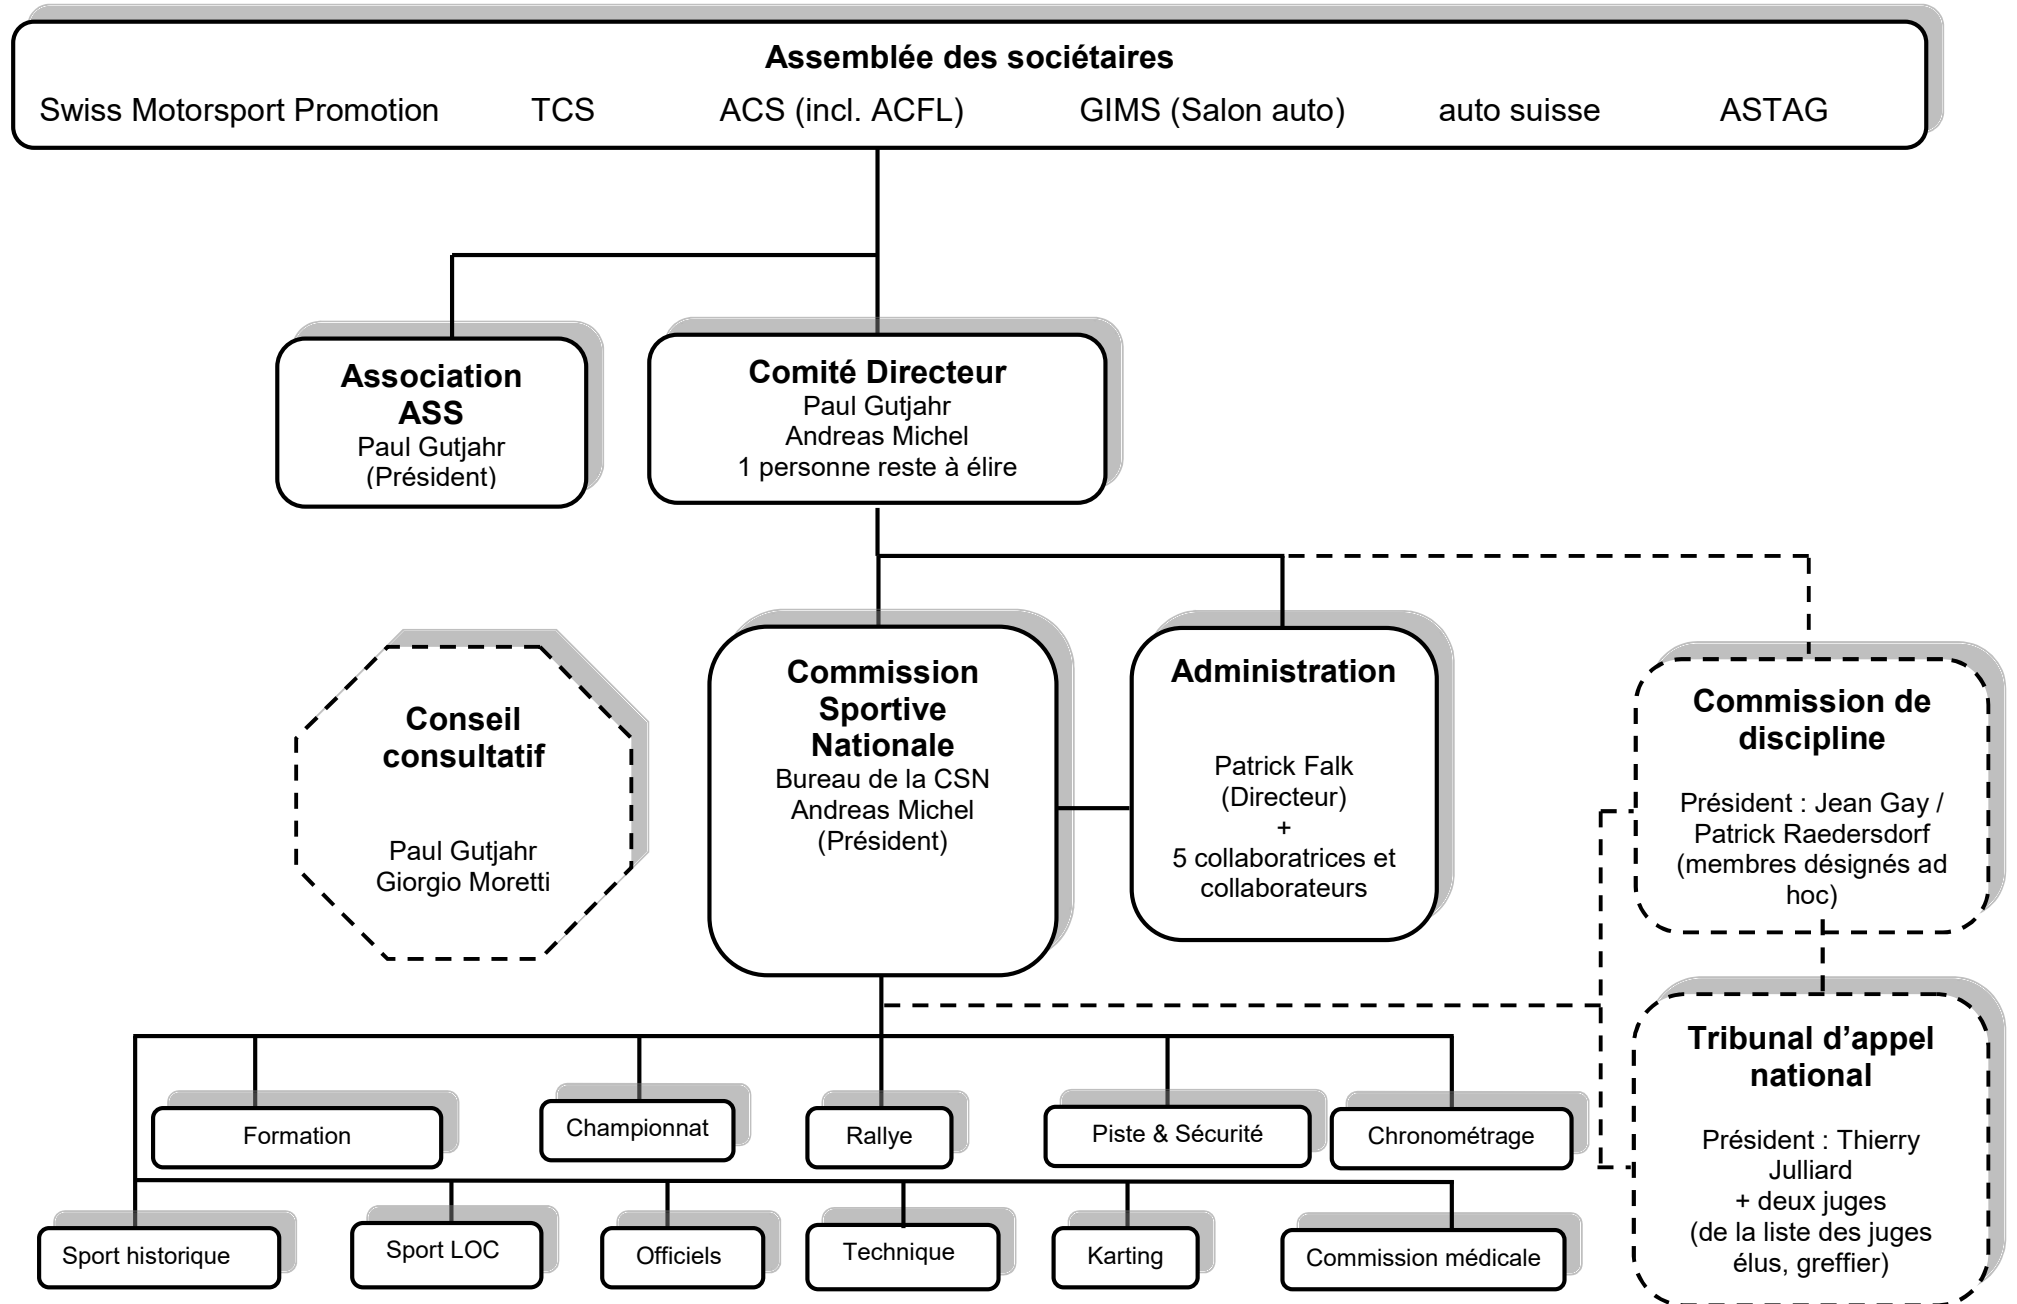 Assemblée des sociétaires
Swiss Motorsport Promotion TCS ACS (incl. ACFL) GIMS (Salon auto) auto suisse ASTAG
Association
ASS
Paul Gutjahr
(Président)
Comité Directeur
Paul Gutjahr
Andreas Michel
1 personne reste à élire
Conseil
consultatif
Paul Gutjahr
Giorgio Moretti
Commission
Sportive
Nationale
Bureau de la CSN
Andreas Michel
(Président)
Administration
Patrick Falk
(Directeur)
+
5 collaboratrices et
collaborateurs
Commission de
discipline
Président : Jean Gay /
Patrick Raedersdorf
(membres désignés ad
hoc)
Tribunal d’appel
national
Président : Thierry
Julliard
+ deux juges
(de la liste des juges
élus, greffier)
Formation
Championnat
Rallye
Piste & Sécurité
Chronométrage
Sport historique
Sport LOC
Officiels
Technique
Karting
Commission médicale